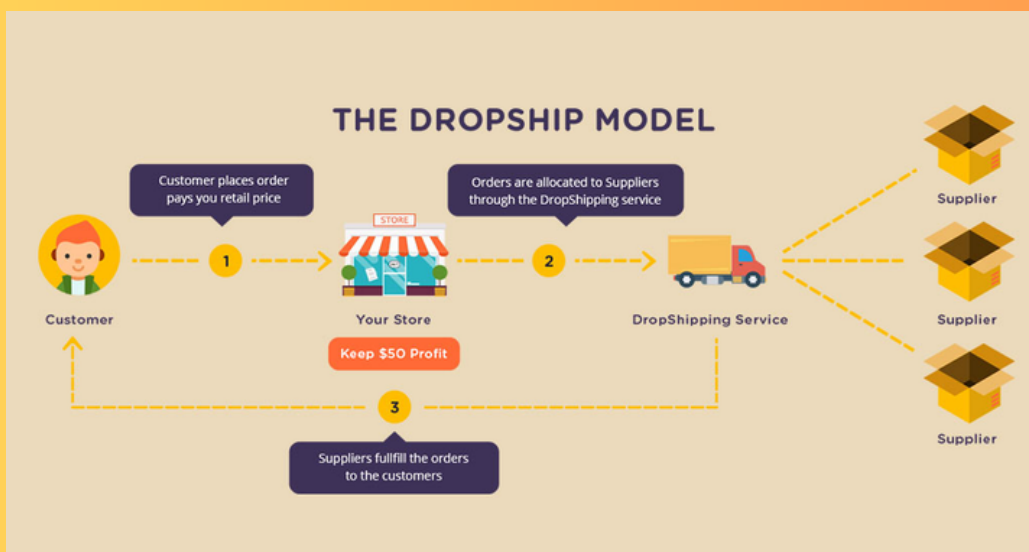 THE DROPSHIP MODEL
Customer places order
pays you retail price
Orders are allocated to Suppliers
through the DropShipping service
STORE
1
2
Customer
Your Store
DropShipping Service
Supplier
Supplier
Supplier
Keep $50 Profit
3
Suppliers fullfill the orders
to the customers